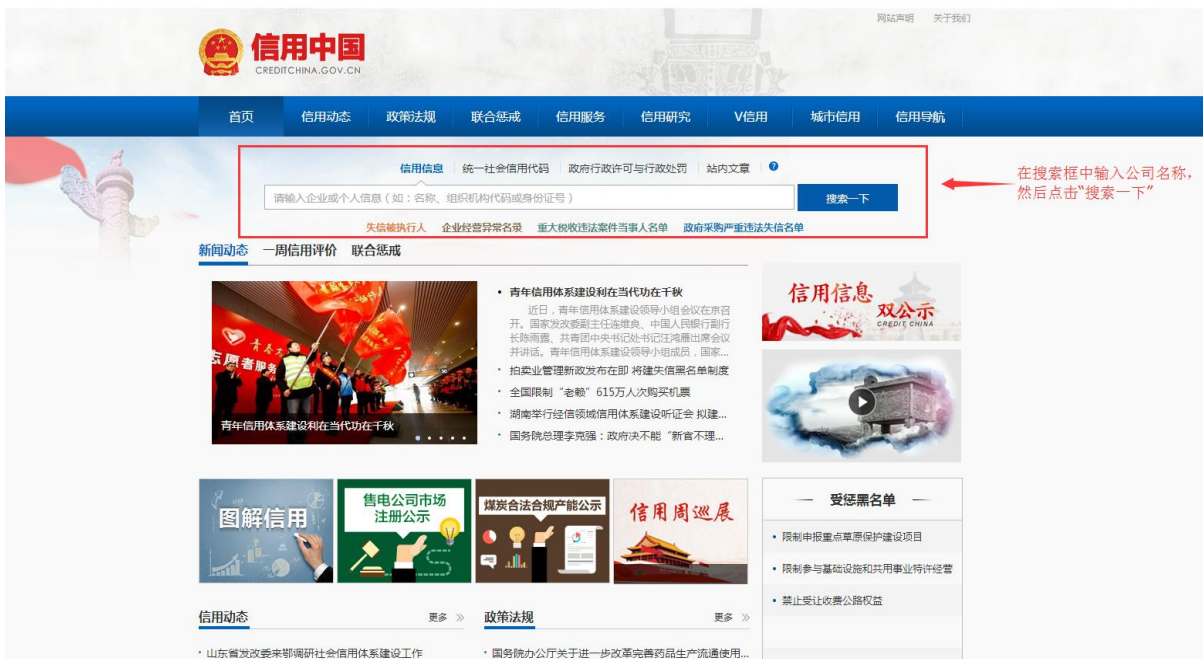 网站声明 关于我们
信用中国
CREDITCHINA.GOV.CN
首页 信用动态 政策法规 联合惩戒 信用服务 信用研究 V信用 城市信用 信用导航
信用信息 统一社会信用代码 政府行政许可与行政处罚 站内文章 ?
请输入企业或个人信息(如:名称、组织机构代码或身份证号) 搜索一下
失信被执行人 企业经营异常名录 重大税收违法案件当事人名单 政府采购严重违法失信名单
在搜索框中输入公司名称,
然后点击“搜索一下”
新闻动态 一周信用评价 联合惩戒
青年信用体系建设利在当代功在千秋
• 青年信用体系建设利在当代功在千秋
近日,青年信用体系建设领导小组会议在京召
开。国家发改委副主任连维良、中国人民银行副行
长陈雨露、共青团中央书记处书记汪鸿雁出席会议
并讲话。青年信用体系建设领导小组成员,国家...
· 拍卖业管理新政发布在即 将建失信黑名单制度
· 全国限制“老赖”615万人次购买机票
· 湖南举行经信领域信用体系建设听证会 拟建...
· 国务院总理李克强:政府决不能“新官不理...
信用信息
双公示
CREDIT CHINA
图解信用
售电公司市场
注册公示
煤炭合法合规产能公示
信用周巡展
受惩黑名单
• 限制申报重点草原保护建设项目
• 限制参与基础设施和共用事业特许经营
• 禁止受让收费公路权益
信用动态 更多 »
· 山东省发改委来鄂调研社会信用体系建设工作
政策法规 更多 »
· 国务院办公厅关于进一步改革完善药品生产流通使用...